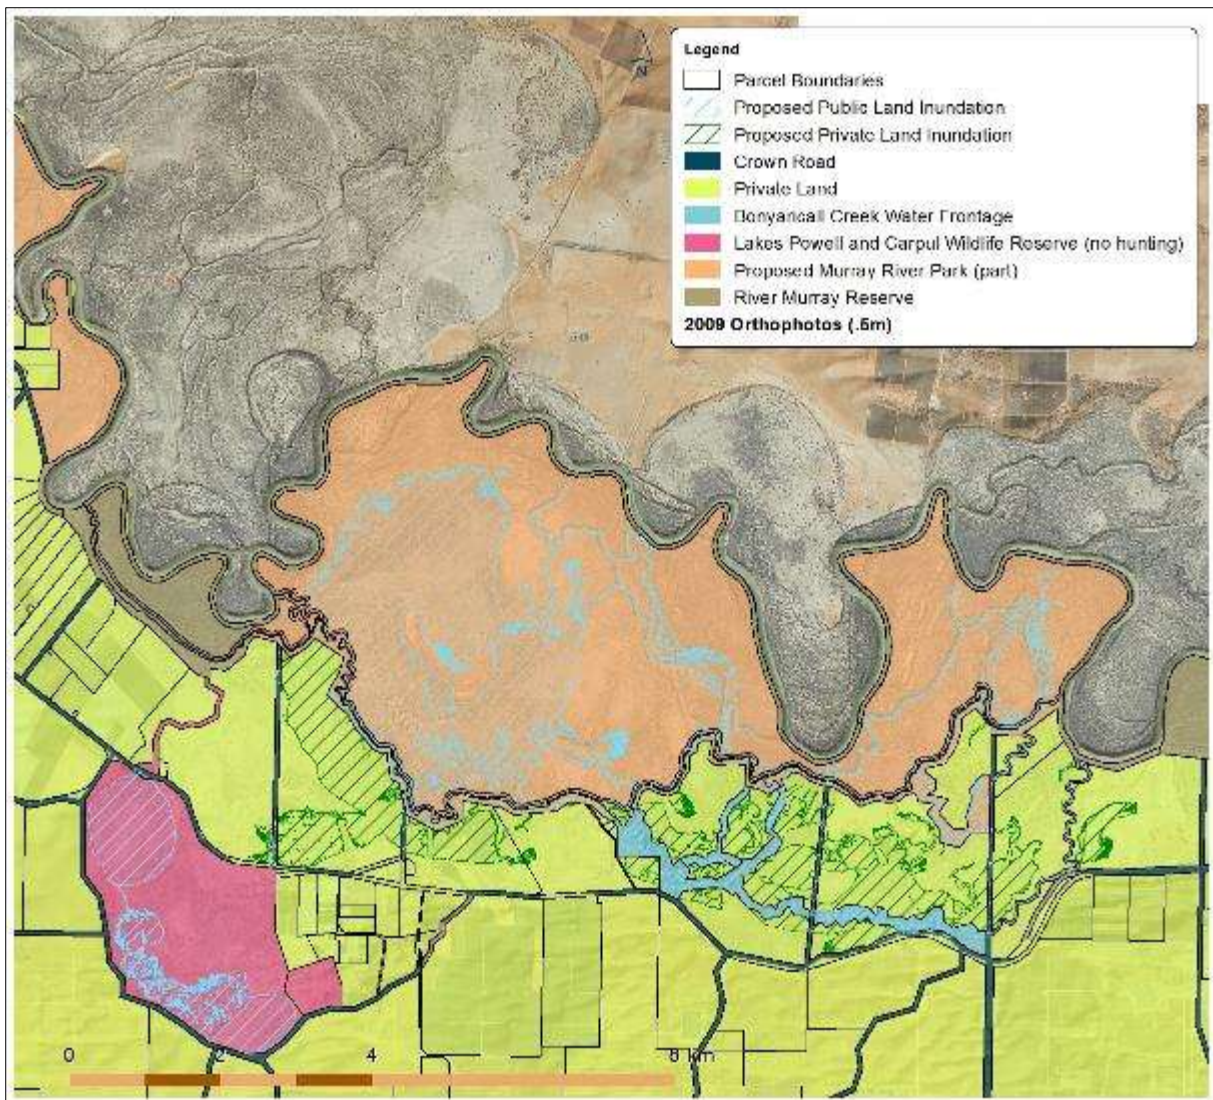 Legend
N
Parcel Boundaries
Proposed Public Land Inundation
Proposed Private Land Inundation
Crown Road
Private Land
Creek Water Frontage
Lakes Powell and Carpul Wildlife Reserve (no hunting)
Proposed Murray River Park (part)
River Murray Reserve
2009 Orthophotos (.5m)
0 2 4 8 km